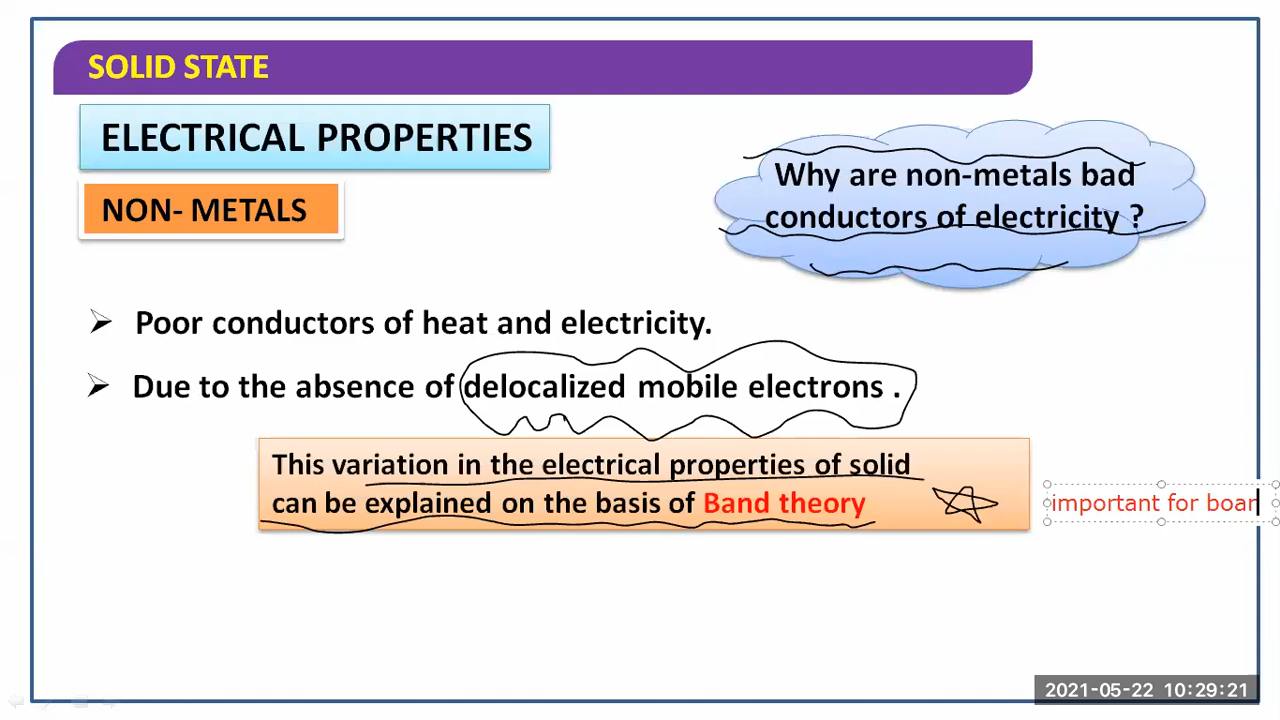 SOLID STATE
ELECTRICAL PROPERTIES
NON- METALS
Why are non-metals bad
conductors of electricity ?
➢ Poor conductors of heat and electricity.
➢ Due to the absence of delocalized mobile electrons .
This variation in the electrical properties of solid
can be explained on the basis of Band theory
important for boar
2021-05-22 10:29:21